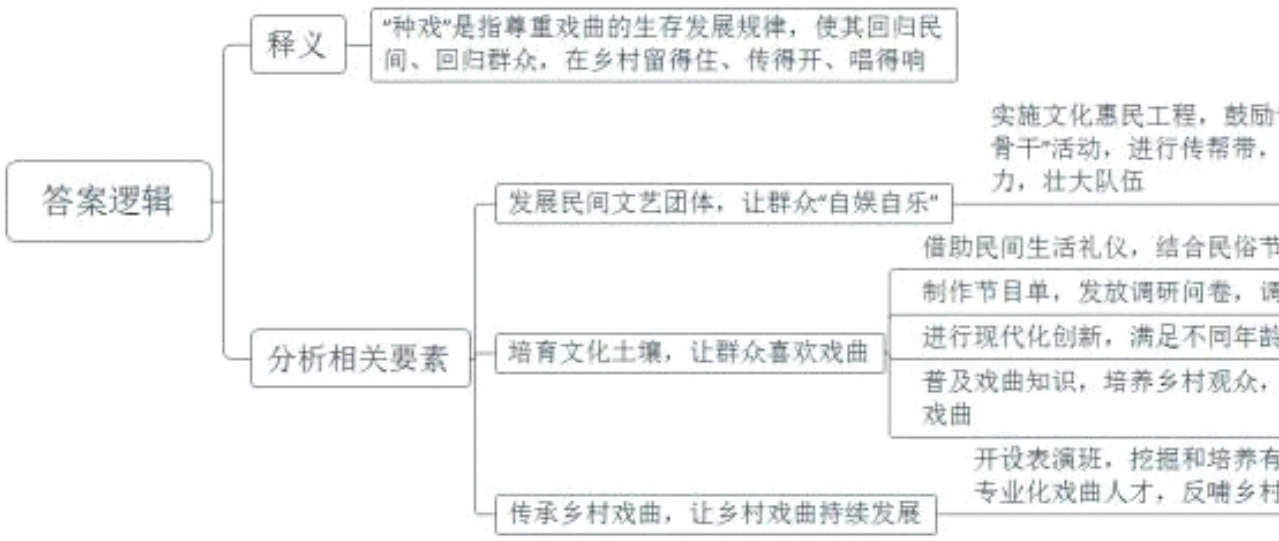 答案逻辑
释义
“种戏”是指尊重戏曲的生存发展规律，使其回归民
间、回归群众，在乡村留得住、传得开、唱得响
分析相关要素
发展民间文艺团体，让群众“自娱自乐”
实施文化惠民工程，鼓励
骨干”活动，进行传帮带，
力，壮大队伍
培育文化土壤，让群众喜欢戏曲
借助民间生活礼仪，结合民俗节
制作节目单，发放调研问卷，调
进行现代化创新，满足不同年龄
普及戏曲知识，培养乡村观众，
戏曲
传承乡村戏曲，让乡村戏曲持续发展
开设表演班，挖掘和培养有
专业化戏曲人才，反哺乡村